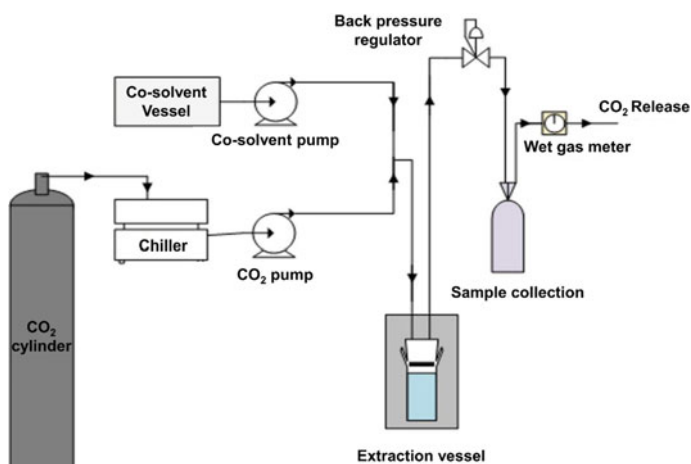 Back pressure
regulator
Co-solvent
Vessel
Co-solvent pump
CO₂ Release
Wet gas meter
Chiller
CO₂ pump
Sample collection
CO₂
cylinder
Extraction vessel